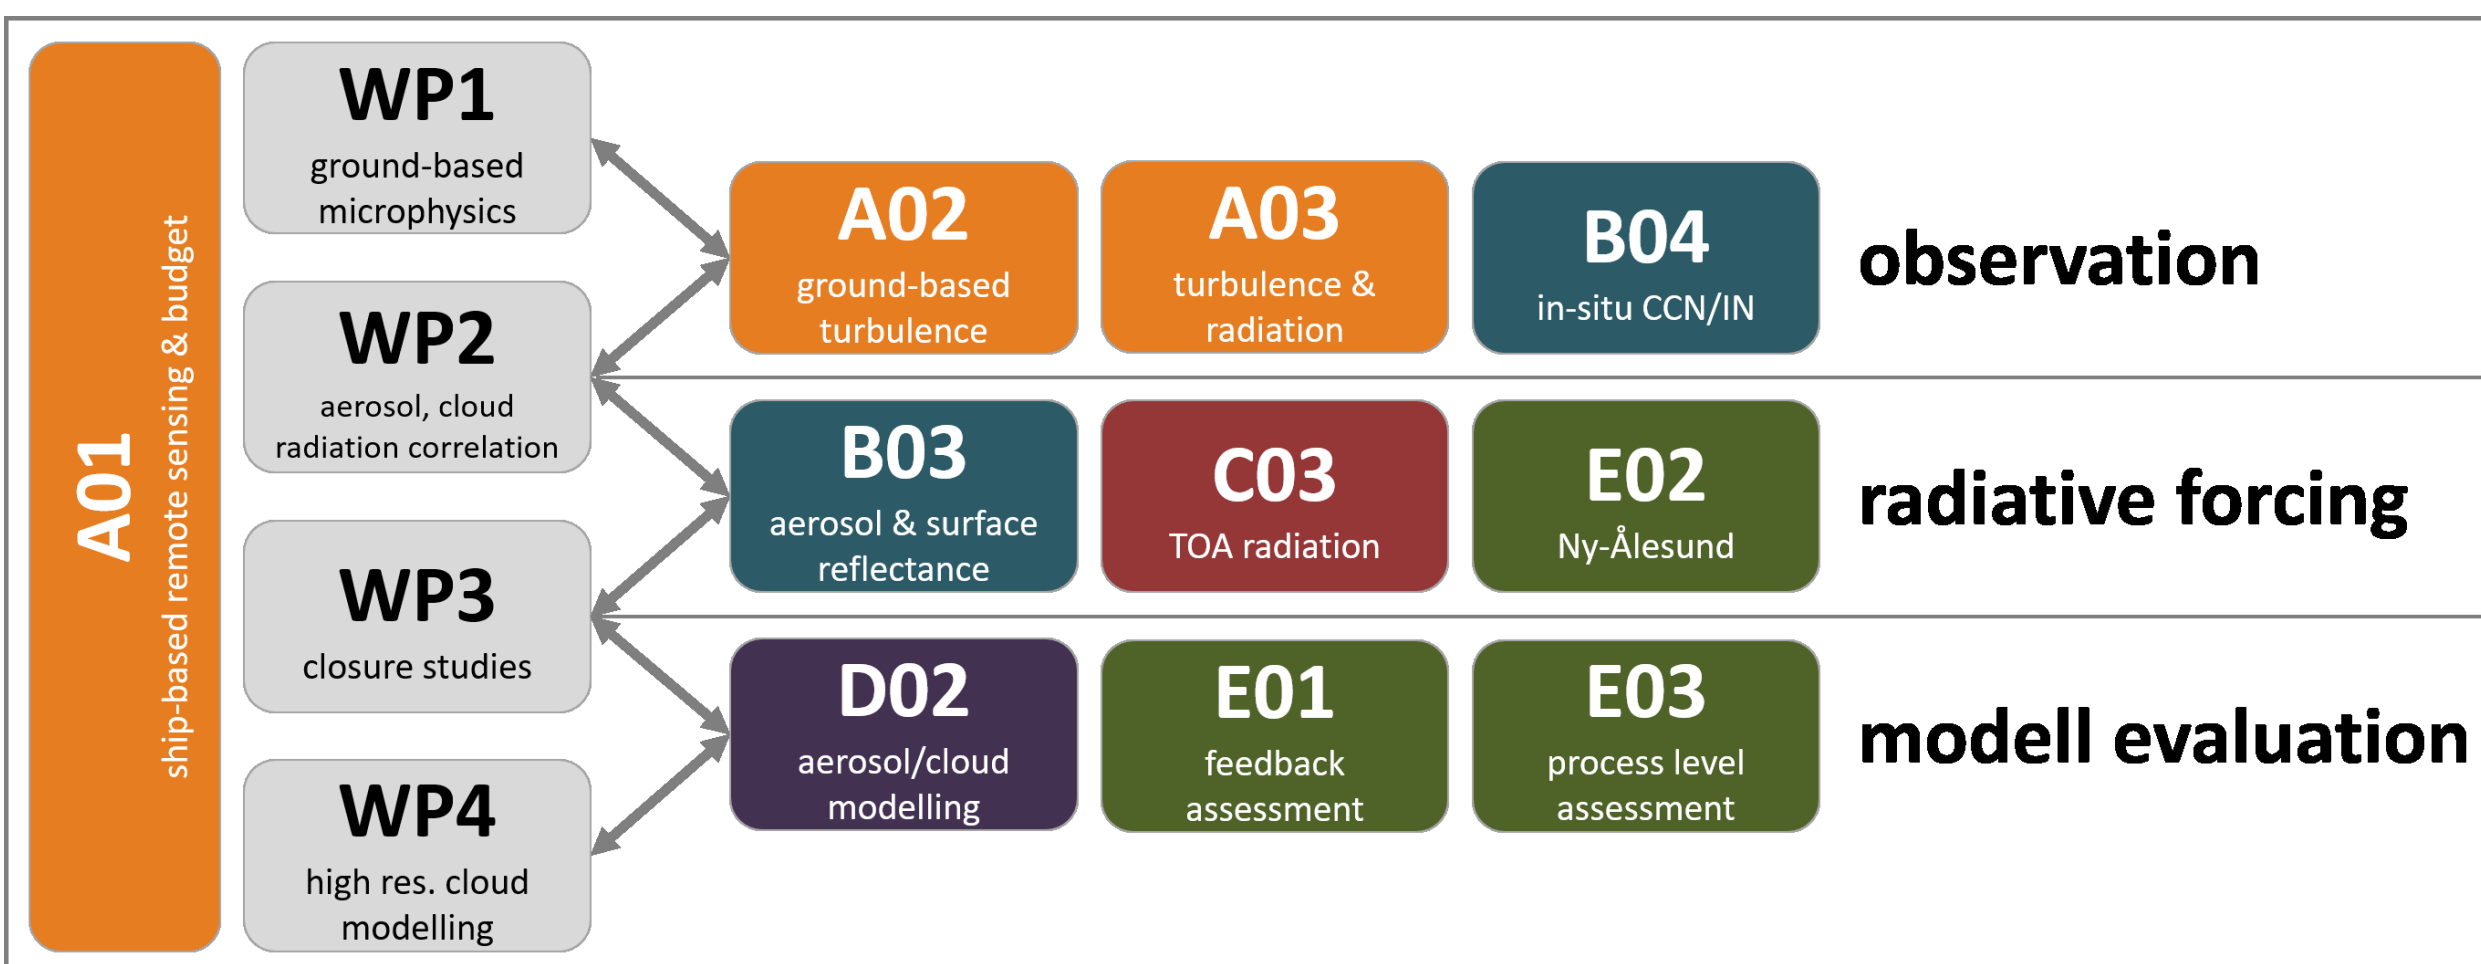 A01
ship-based remote sensing & budget
WP1
ground-based
microphysics
WP2
aerosol, cloud
radiation correlation
WP3
closure studies
WP4
high res. cloud
modelling
A02
ground-based
turbulence
A03
turbulence &
radiation
B04
in-situ CCN/IN
observation
B03
aerosol & surface
reflectance
C03
TOA radiation
E02
Ny-Ålesund
radiative forcing
D02
aerosol/cloud
modelling
E01
feedback
assessment
E03
process level
assessment
modell evaluation